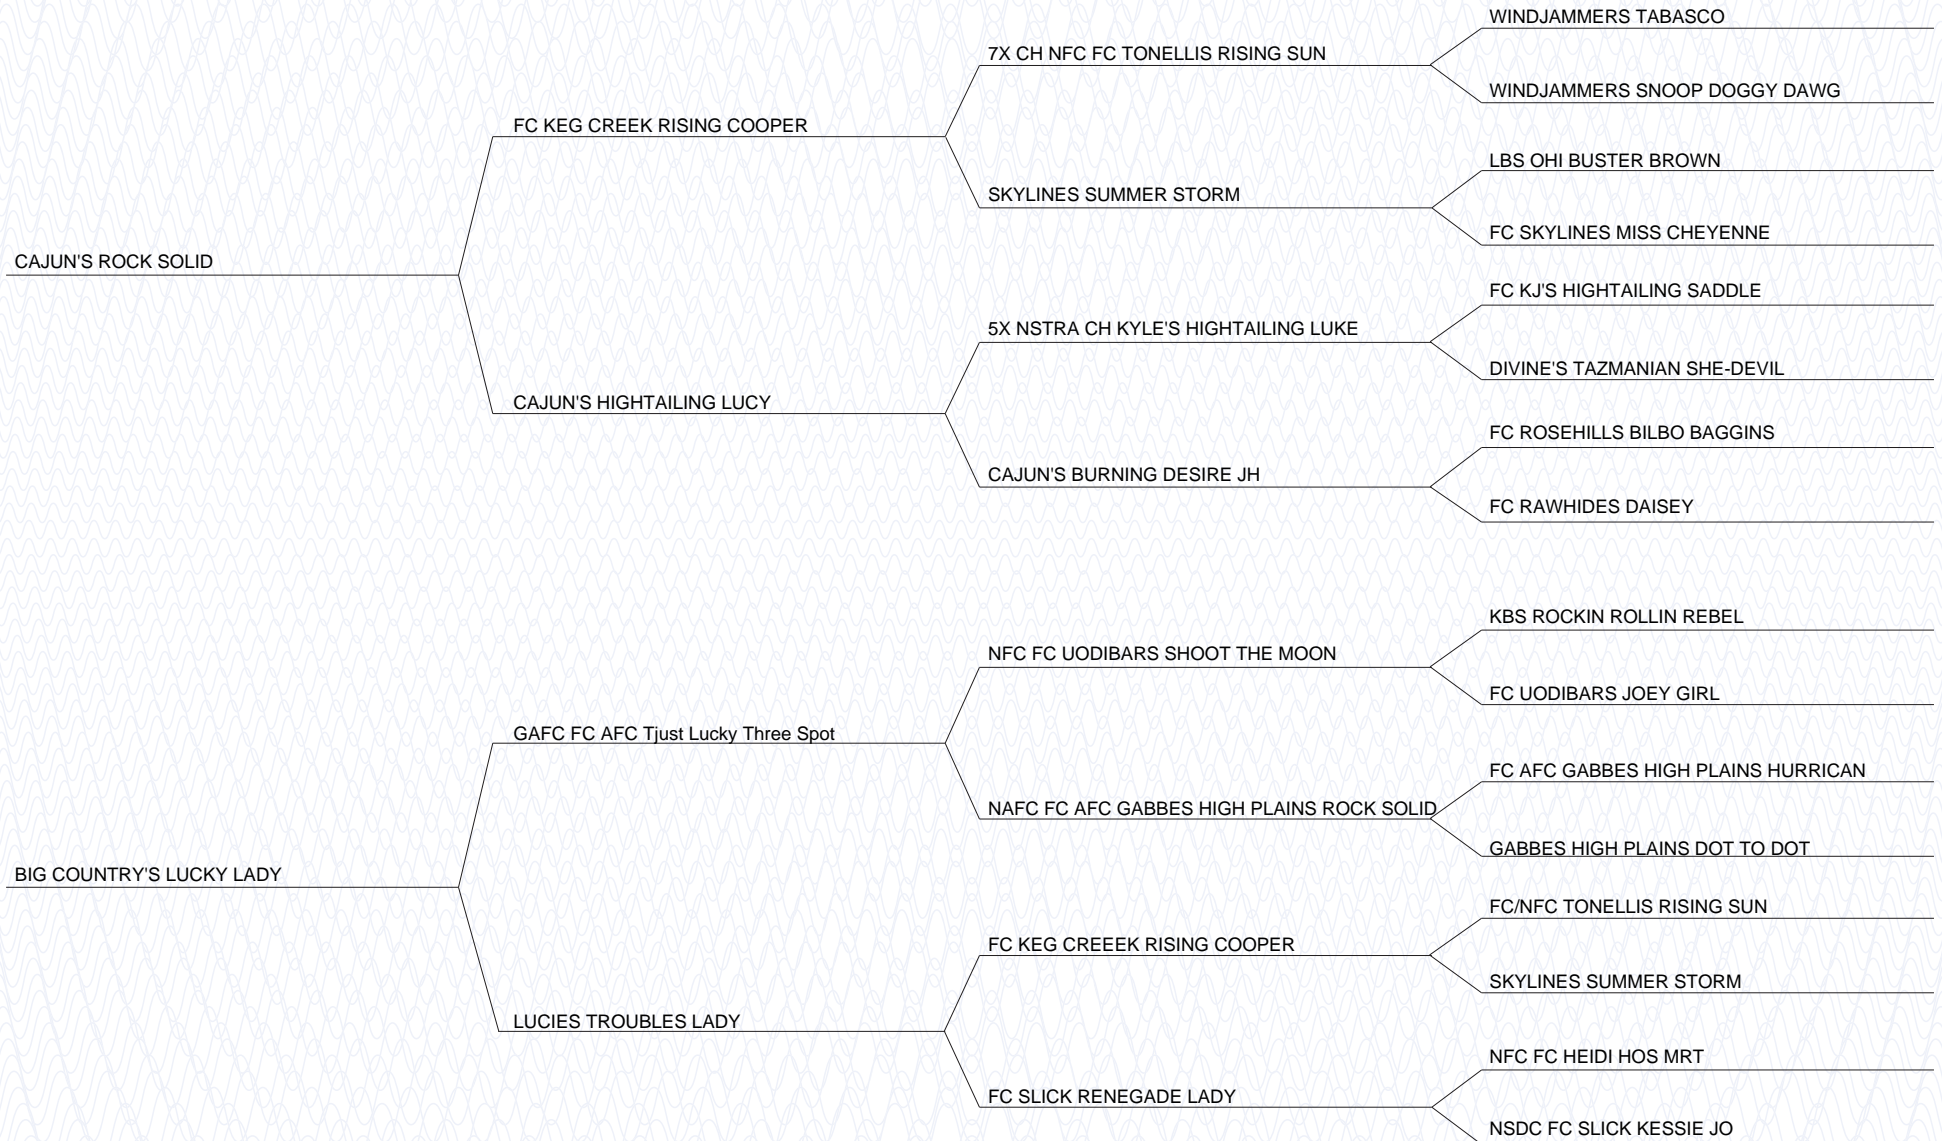 WINDJAMMERS TABASCO
7X CH NFC FC TONELLIS RISING SUN
WINDJAMMERS SNOOP DOGGY DAWG
FC KEG CREEK RISING COOPER
LBS OHI BUSTER BROWN
SKYLINES SUMMER STORM
FC SKYLINES MISS CHEYENNE
CAJUN'S ROCK SOLID
FC KJ'S HIGHTAILING SADDLE
5X NSTRA CH KYLE'S HIGHTAILING LUKE
DIVINE'S TAZMANIAN SHE-DEVIL
CAJUN'S HIGHTAILING LUCY
FC ROSEHILLS BILBO BAGGINS
CAJUN'S BURNING DESIRE JH
FC RAWHIDES DAISEY
KBS ROCKIN ROLLIN REBEL
NFC FC UODIBARS SHOOT THE MOON
FC UODIBARS JOEY GIRL
GAFC FC AFC Tjust Lucky Three Spot
FC AFC GABBES HIGH PLAINS HURRICAN
NAFC FC AFC GABBES HIGH PLAINS ROCK SOLID
GABBES HIGH PLAINS DOT TO DOT
BIG COUNTRY'S LUCKY LADY
FC/NFC TONELLIS RISING SUN
FC KEG CREEEK RISING COOPER
SKYLINES SUMMER STORM
LUCIES TROUBLES LADY
NFC FC HEIDI HOS MRT
FC SLICK RENEGADE LADY
NSDC FC SLICK KESSIE JO